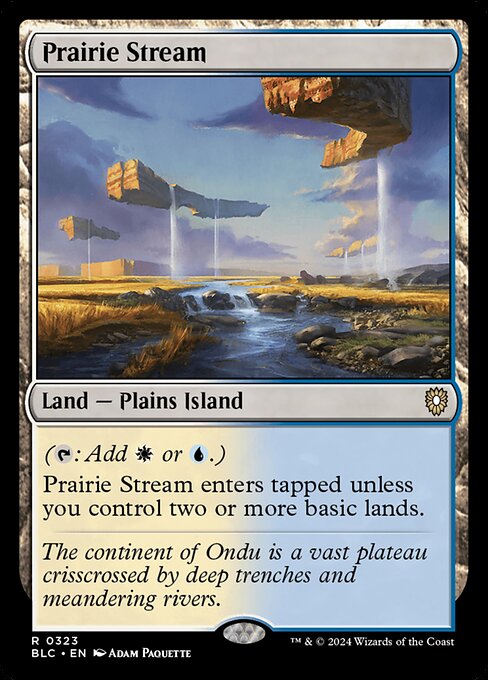 Prairie Stream
Land — Plains Island
(: Add or .)
Prairie Stream enters tapped unless
you control two or more basic lands.
The continent of Ondu is a vast plateau
crisscrossed by deep trenches and
meandering rivers.
R 0323
BLC • EN Adam Paquette
™ & © 2024 Wizards of the Coast